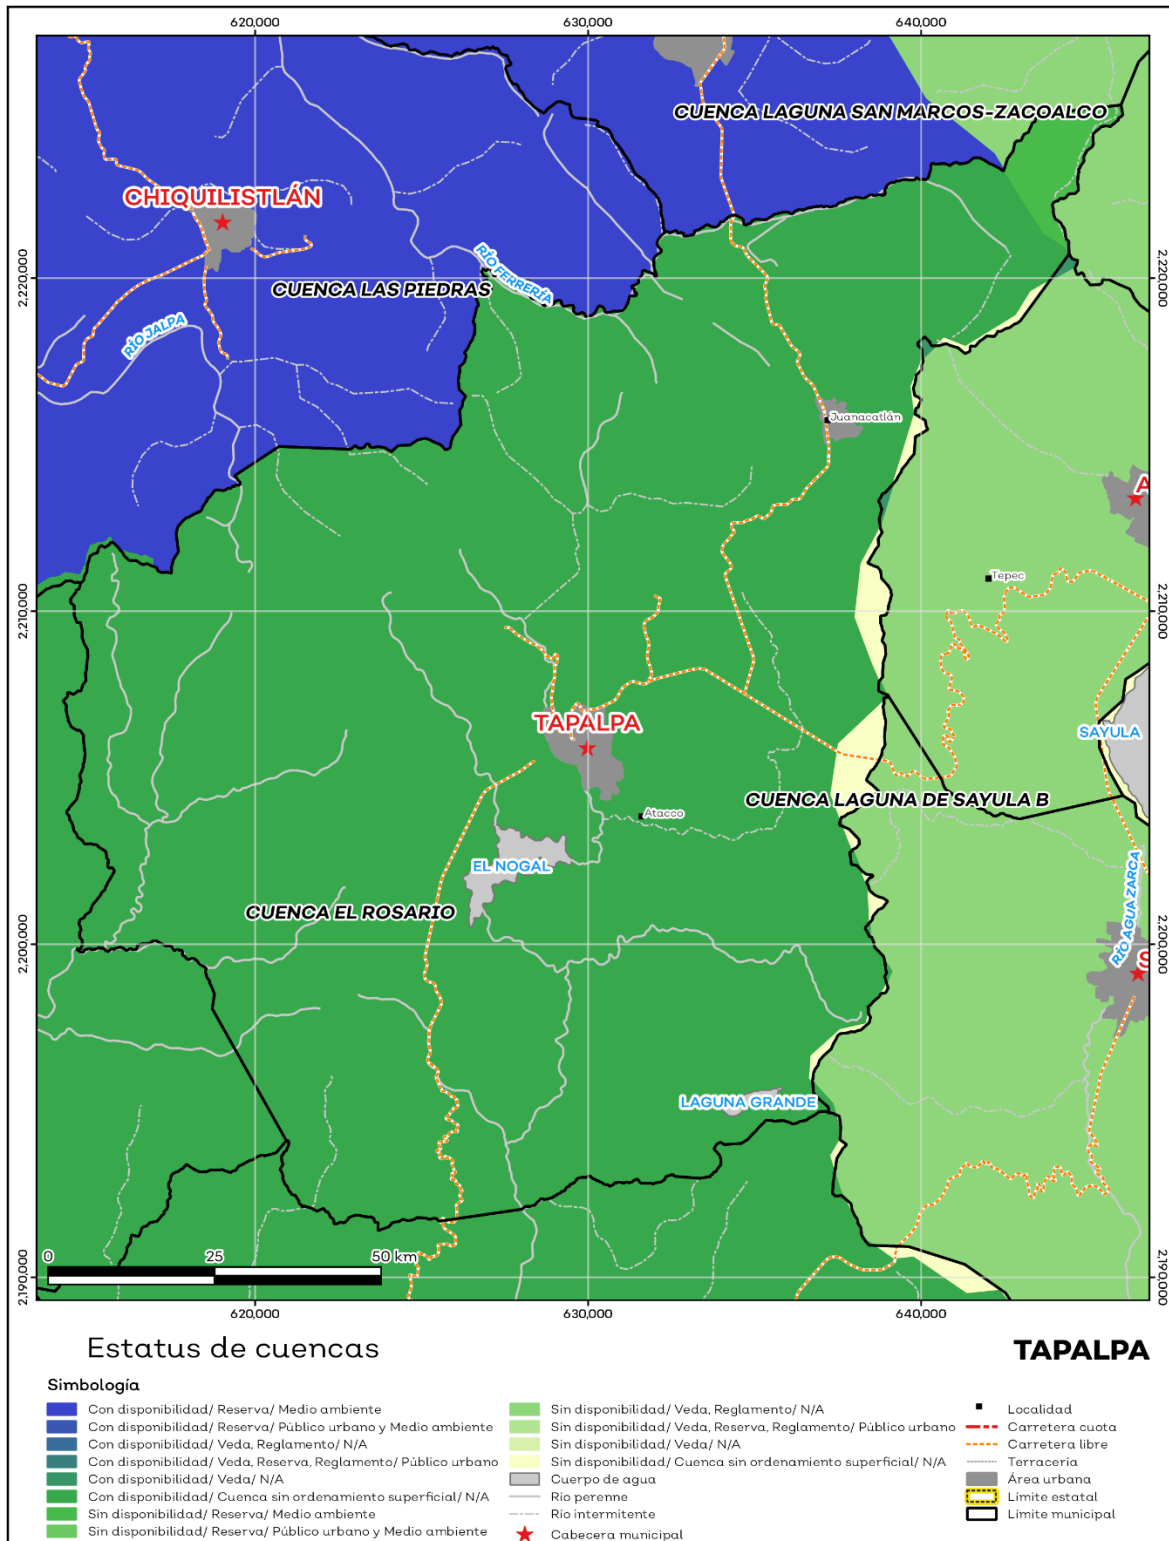 620,000
630,000
640,000
CUENCA LAGUNA SAN MARCOS-ZACOALCO
CHIQUILISTLÁN
2,220,000
2,220,000
RÍO FERRERÍA
CUENCA LAS PIEDRAS
RÍO JALPA
Juanacatlán
A
Tepec
2,210,000
2,210,000
TAPALPA
SAYULA
CUENCA LAGUNA DE SAYULA B
Atacco
EL NOGAL
RÍO AGUA ZARCA
CUENCA EL ROSARIO
2,200,000
2,200,000
S
LAGUNA GRANDE
0
25
50 km
2,190,000
2,190,000
620,000
630,000
640,000
Estatus de cuencas
TAPALPA
Simbología
Con disponibilidad/ Reserva/ Medio ambiente
Con disponibilidad/ Reserva/ Público urbano y Medio ambiente
Con disponibilidad/ Veda, Reglamento/ N/A
Con disponibilidad/ Veda, Reserva, Reglamento/ Público urbano
Con disponibilidad/ Veda/ N/A
Con disponibilidad/ Cuenca sin ordenamiento superficial/ N/A
Sin disponibilidad/ Reserva/ Medio ambiente
Sin disponibilidad/ Reserva/ Público urbano y Medio ambiente
Sin disponibilidad/ Veda, Reglamento/ N/A
Sin disponibilidad/ Veda, Reserva, Reglamento/ Público urbano
Sin disponibilidad/ Veda/ N/A
Sin disponibilidad/ Cuenca sin ordenamiento superficial/ N/A
Cuerpo de agua
Río perenne
Río intermitente
Cabecera municipal
Localidad
Carretera cuota
Carretera libre
Terracería
Área urbana
Límite estatal
Límite municipal